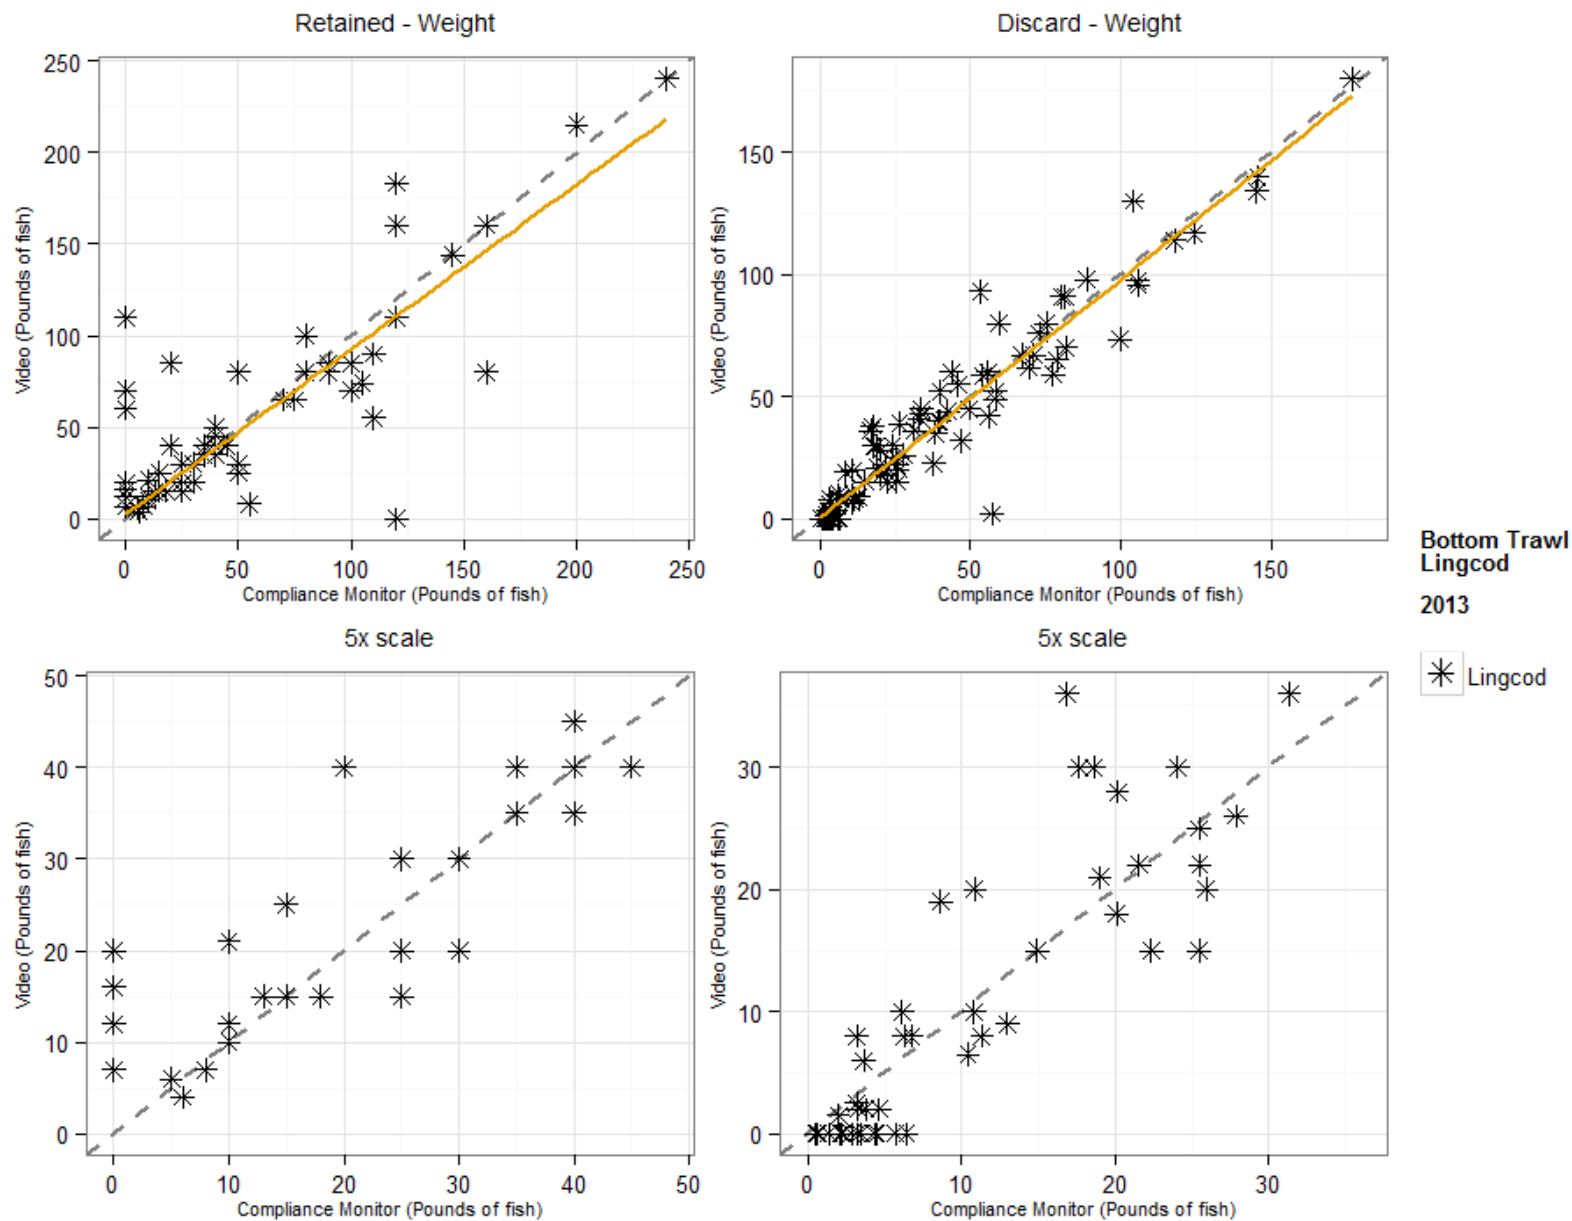 Retained - Weight
Discard - Weight
Video (Pounds of fish)
250
200
150
100
50
0
0 50 100 150 200 250
Compliance Monitor (Pounds of fish)
Video (Pounds of fish)
150
100
50
0
0 50 100 150
Compliance Monitor (Pounds of fish)
Bottom Trawl
Lingcod
2013
Lingcod
5x scale
5x scale
Video (Pounds of fish)
50
40
30
20
10
0
0 10 20 30 40 50
Compliance Monitor (Pounds of fish)
Video (Pounds of fish)
30
20
10
0
0 10 20 30
Compliance Monitor (Pounds of fish)